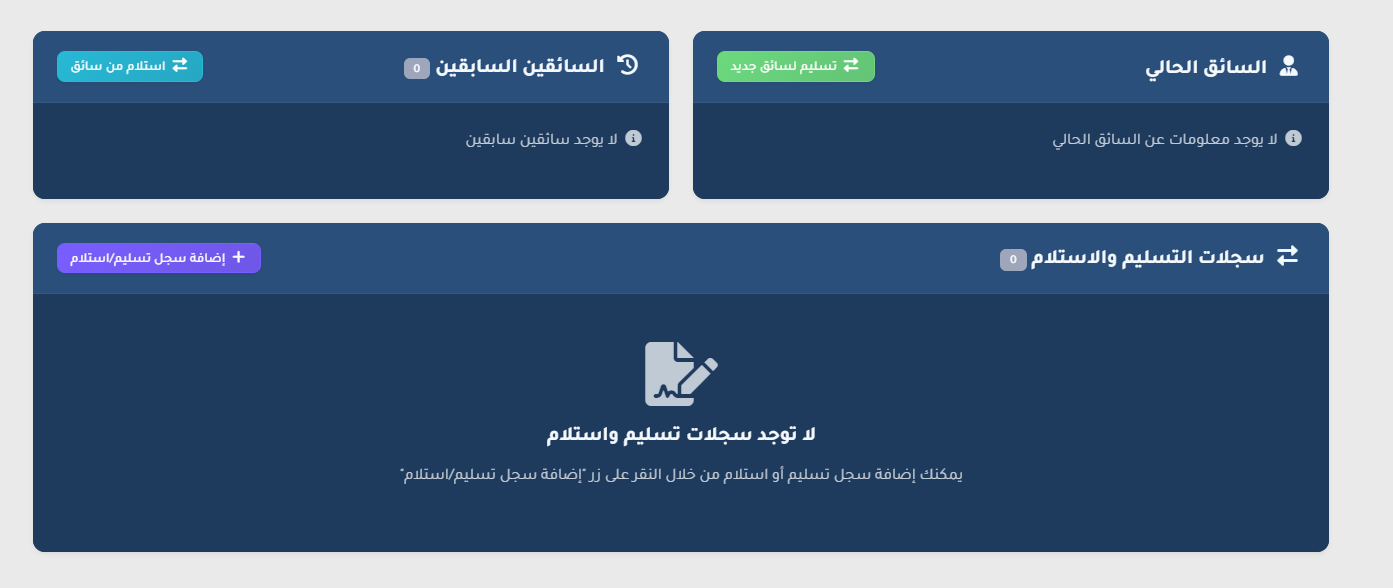 السائق الحالي
تسليم لسائق جديد
لا يوجد معلومات عن السائق الحالي
السائقين السابقين 0
استلام من سائق
لا يوجد سائقين سابقين
سجلات التسليم والاستلام 0
إضافة سجل تسليم/استلام
لا توجد سجلات تسليم واستلام
يمكنك إضافة سجل تسليم أو استلام من خلال النقر على زر "إضافة سجل تسليم/استلام"